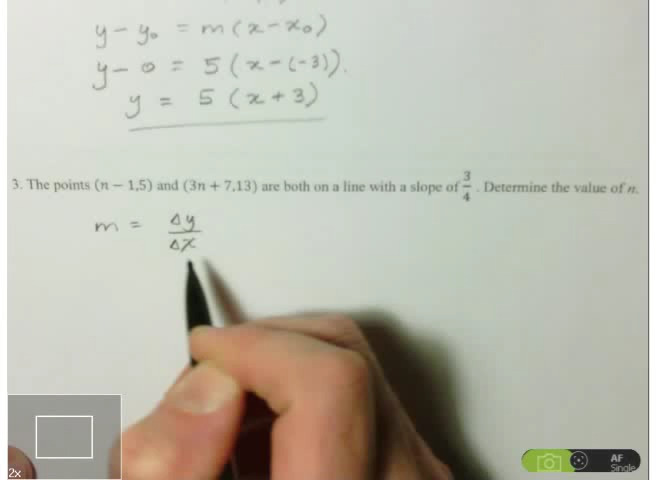 y - y₀ = m(x - x₀)
y - 0 = 5(x - (-3)).
y = 5(x + 3)
3. The points (n − 1,5) and (3n + 7,13) are both on a line with a slope of 3/4 . Determine the value of n.
m = Δy/Δx
2x
AF
Single